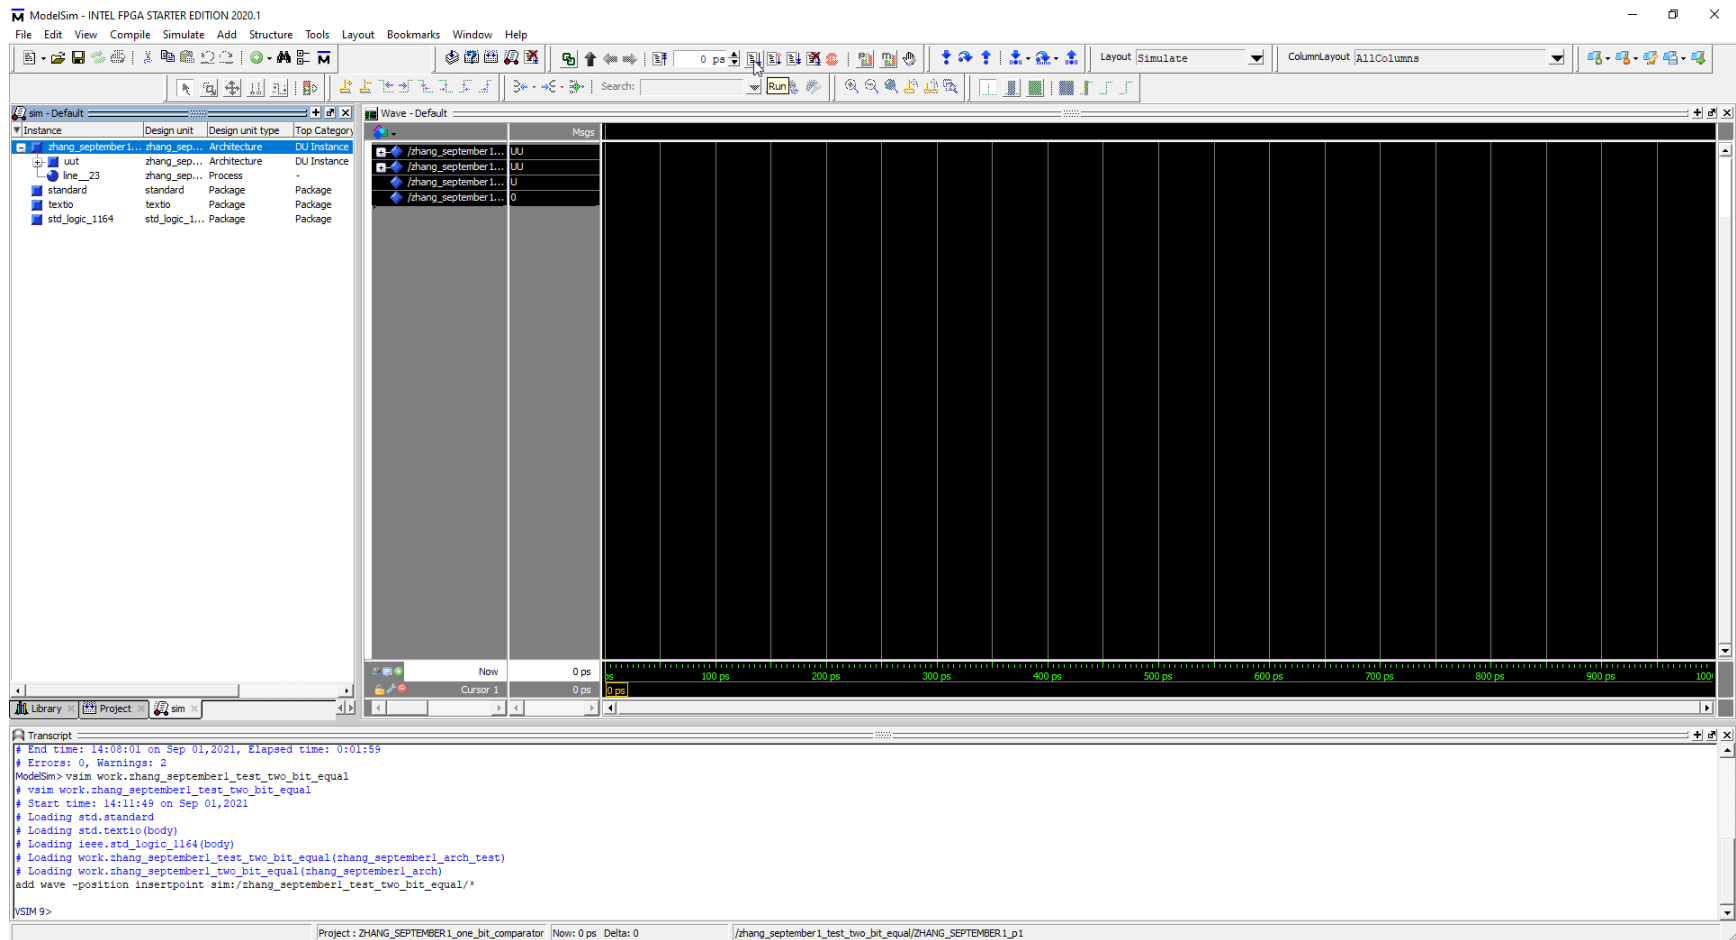 ModelSim - INTEL FPGA STARTER EDITION 2020.1
File Edit View Compile Simulate Add Structure Tools Layout Bookmarks Window Help
0 ps
Layout Simulate
ColumnLayout AllColumns
Search:
Run
sim - Default
Instance Design unit Design unit type Top Category
zhang_september1... zhang_sep... Architecture DU Instance
uut zhang_sep... Architecture DU Instance
line__23 zhang_sep... Process -
standard standard Package Package
textio textio Package Package
std_logic_1164 std_logic_1... Package Package
Library Project sim
Wave - Default
Msgs
/zhang_september1... UU
/zhang_september1... UU
/zhang_september1... U
/zhang_september1... 0
Now 0 ps
ps 100 ps 200 ps 300 ps 400 ps 500 ps 600 ps 700 ps 800 ps 900 ps 100
Cursor 1 0 ps 0 ps
Transcript
# End time: 14:08:01 on Sep 01,2021, Elapsed time: 0:01:59
# Errors: 0, Warnings: 2
ModelSim> vsim work.zhang_september1_test_two_bit_equal
# vsim work.zhang_september1_test_two_bit_equal
# Start time: 14:11:49 on Sep 01,2021
# Loading std.standard
# Loading std.textio(body)
# Loading ieee.std_logic_1164(body)
# Loading work.zhang_september1_test_two_bit_equal(zhang_september1_arch_test)
# Loading work.zhang_september1_two_bit_equal(zhang_september1_arch)
add wave -position insertpoint sim:/zhang_september1_test_two_bit_equal/*
VSIM 9>
Project : ZHANG_SEPTEMBER1_one_bit_comparator Now: 0 ps Delta: 0 /zhang_september1_test_two_bit_equal/ZHANG_SEPTEMBER1_p1